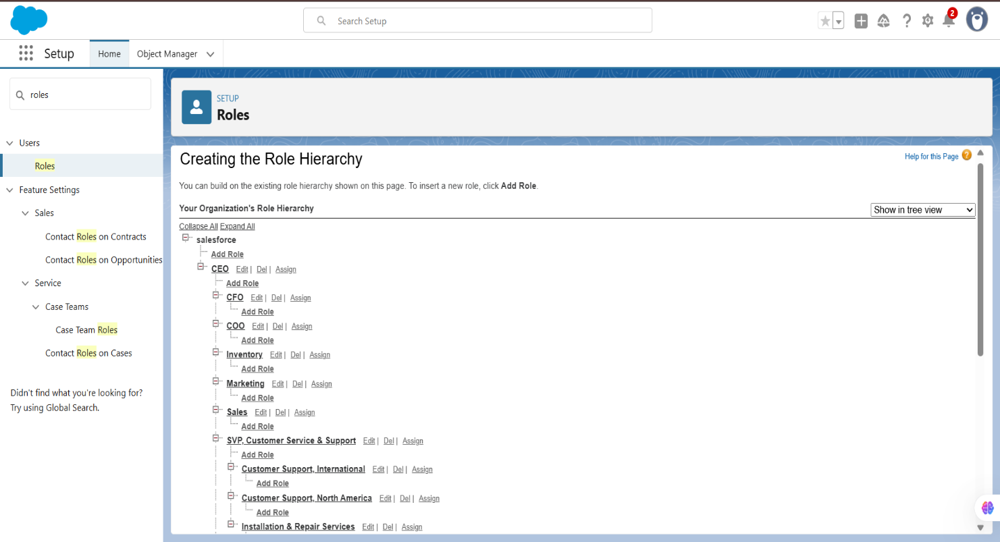 Search Setup
2
Setup
Home
Object Manager
roles
Users
Roles
Feature Settings
Sales
Contact Roles on Contracts
Contact Roles on Opportunities
Service
Case Teams
Case Team Roles
Contact Roles on Cases
Didn't find what you're looking for?
Try using Global Search.
SETUP
Roles
Creating the Role Hierarchy
Help for this Page ?
You can build on the existing role hierarchy shown on this page. To insert a new role, click Add Role.
Your Organization's Role Hierarchy
Show in tree view
Collapse All Expand All
salesforce
Add Role
CEO Edit | Del | Assign
Add Role
CFO Edit | Del | Assign
Add Role
COO Edit | Del | Assign
Add Role
Inventory Edit | Del | Assign
Add Role
Marketing Edit | Del | Assign
Add Role
Sales Edit | Del | Assign
Add Role
SVP, Customer Service & Support Edit | Del | Assign
Add Role
Customer Support, International Edit | Del | Assign
Add Role
Customer Support, North America Edit | Del | Assign
Add Role
Installation & Repair Services Edit | Del | Assign